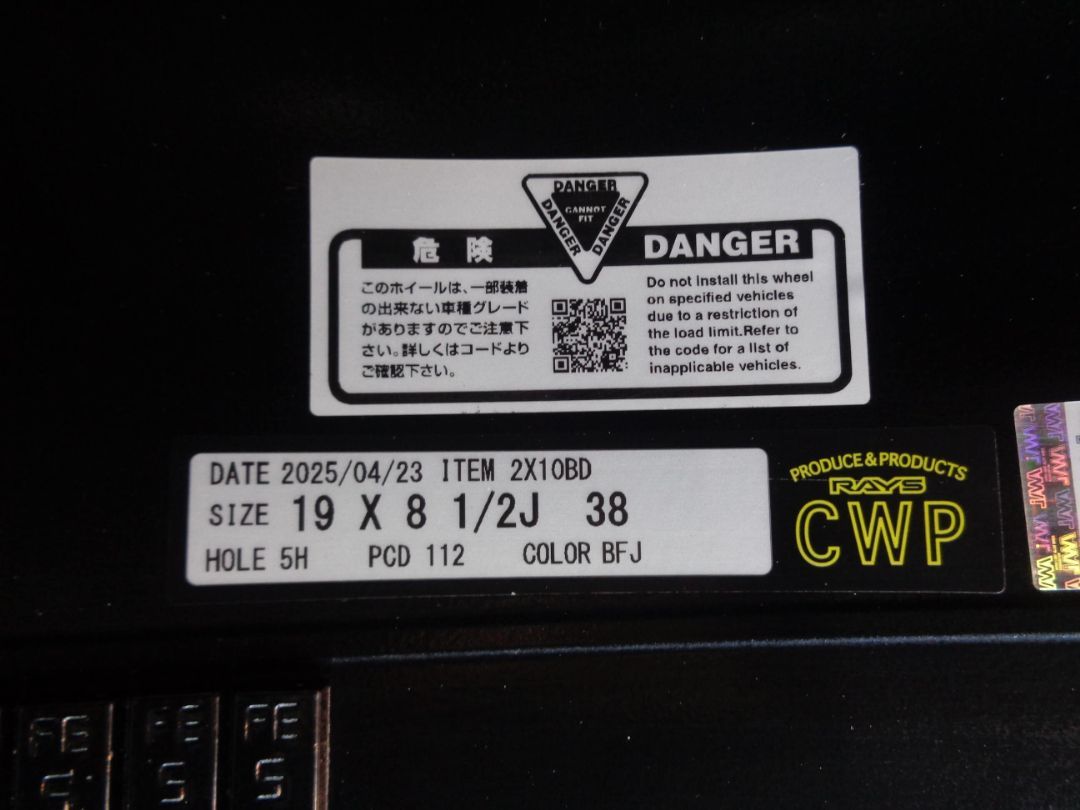 DANGER
DANGER
DANGER
CANNOT
FIT
危険
DANGER
このホイールは、一部装着
の出来ない車種グレード
がありますのでご注意下
さい。詳しくはコードより
ご確認下さい。
Do not install this wheel
on specified vehicles
due to a restriction of
the load limit.Refer to
the code for a list of
inapplicable vehicles.
DATE 2025/04/23 ITEM 2X10BD
SIZE 19 X 8 1/2J 38
HOLE 5H PCD 112 COLOR BFJ
PRODUCE & PRODUCTS
RAYS
CWP
FE FE FE
5 5